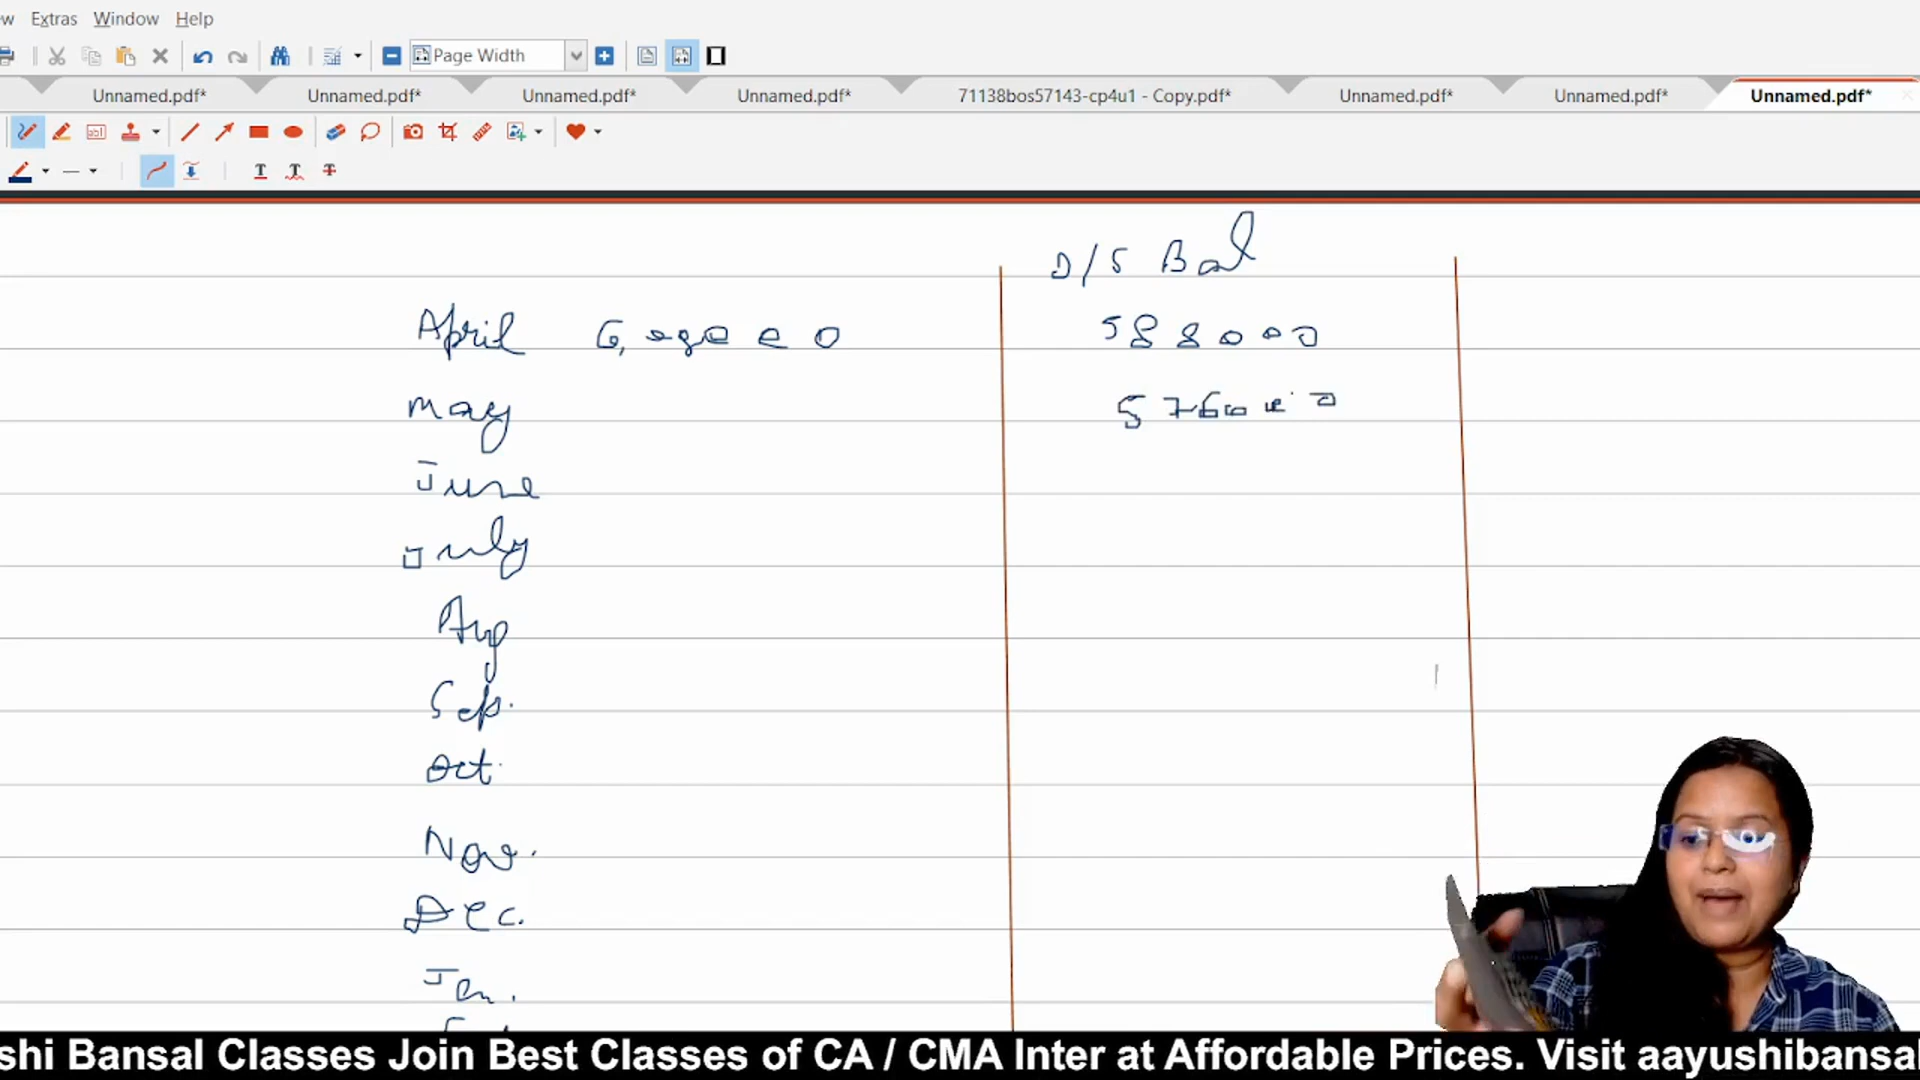 Extras Window Help
Page Width
Unnamed.pdf* Unnamed.pdf* Unnamed.pdf* Unnamed.pdf* 71138bos57143-cp4u1 - Copy.pdf* Unnamed.pdf* Unnamed.pdf* Unnamed.pdf*
O/S Bal
April 588000
May 576000
June
July
Aug
Sep.
Oct.
Nov.
Dec.
Jan.
shi Bansal Classes Join Best Classes of CA / CMA Inter at Affordable Prices. Visit aayushibansal